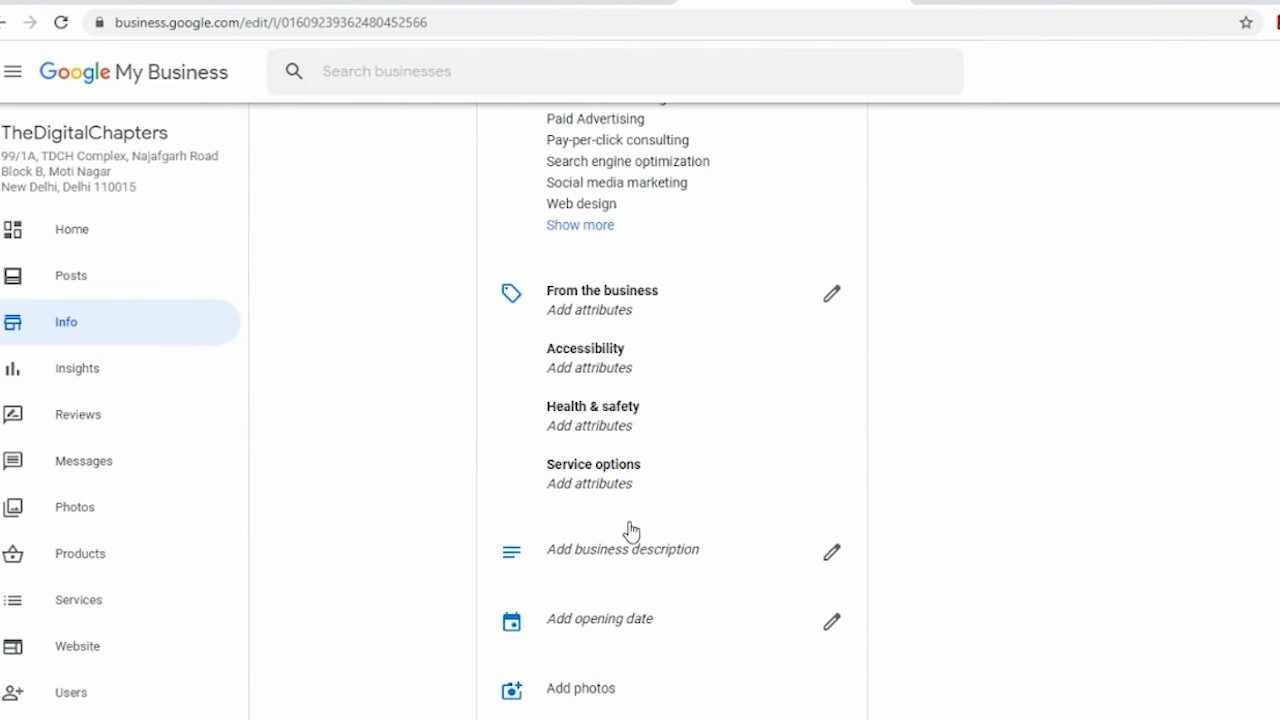 business.google.com/edit/l/01609239362480452566
Google My Business
Search businesses
TheDigitalChapters
99/1A, TDCH Complex, Najafgarh Road
Block B, Moti Nagar
New Delhi, Delhi 110015
Home
Posts
Info
Insights
Reviews
Messages
Photos
Products
Services
Website
Users
Paid Advertising
Pay-per-click consulting
Search engine optimization
Social media marketing
Web design
Show more
From the business
Add attributes
Accessibility
Add attributes
Health & safety
Add attributes
Service options
Add attributes
Add business description
Add opening date
Add photos